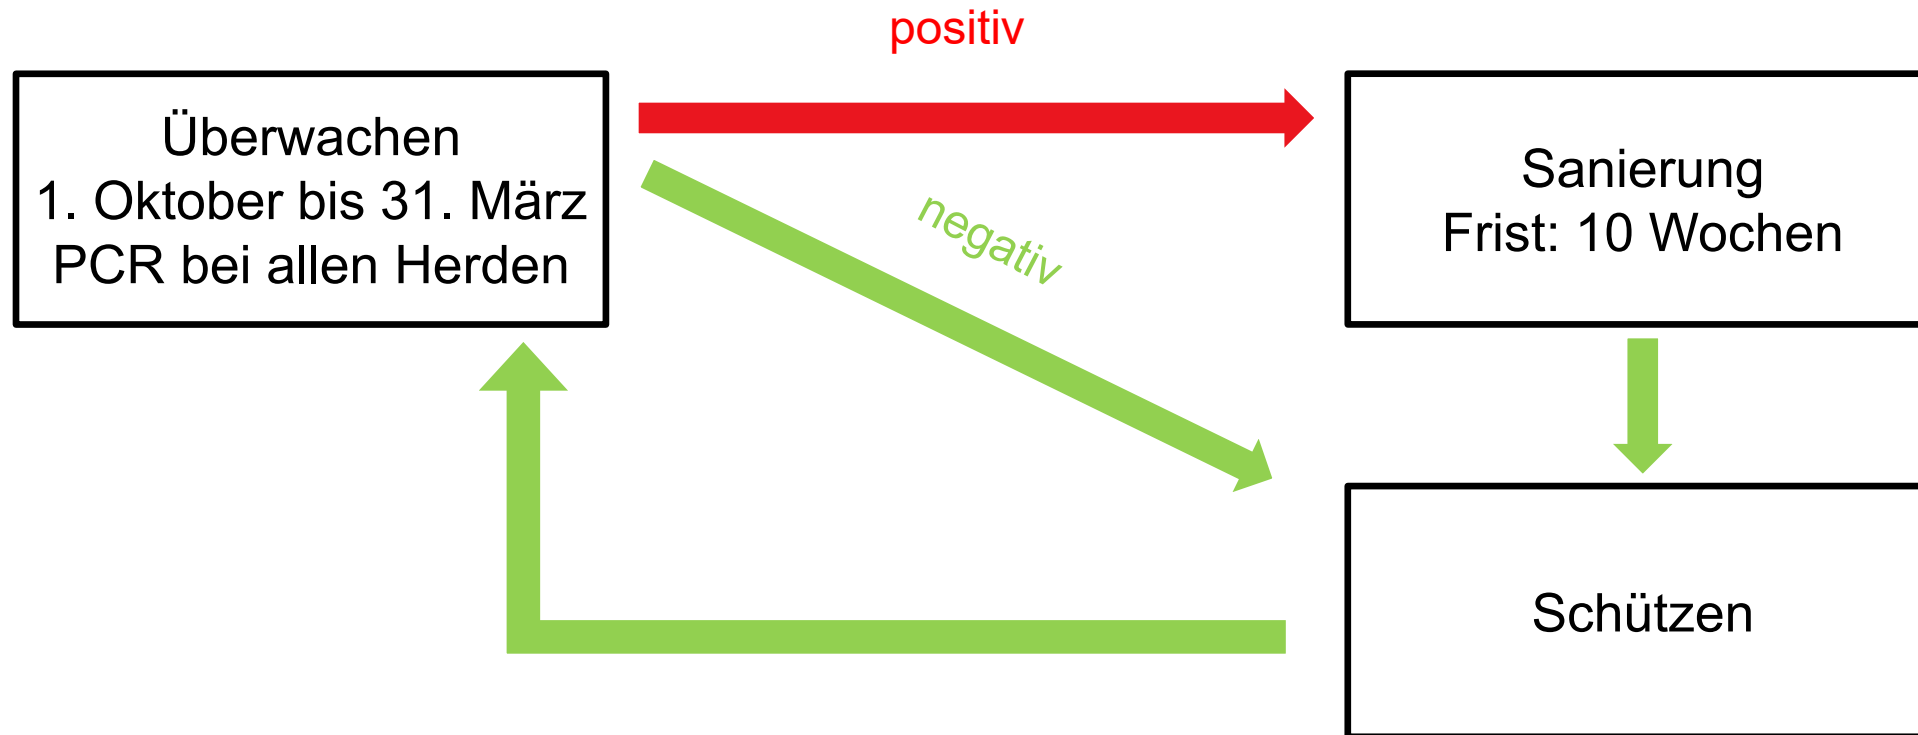 positiv
Überwachen
1. Oktober bis 31. März
PCR bei allen Herden
negativ
Sanierung
Frist: 10 Wochen
Schützen